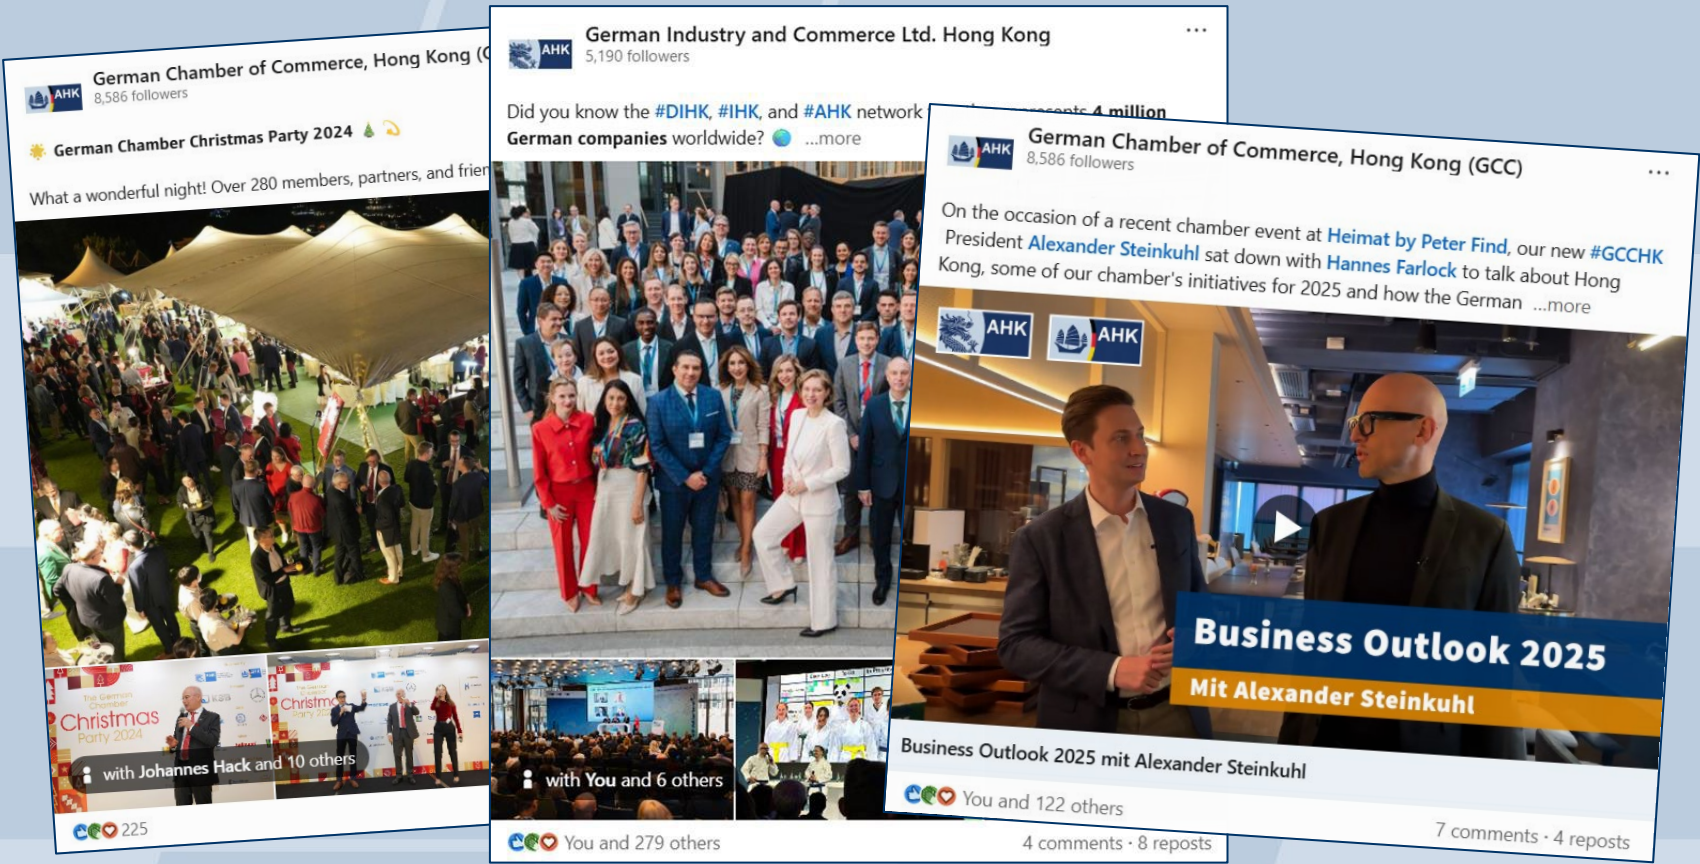 German Chamber of Commerce, Hong Kong (G
8,586 followers
German Chamber Christmas Party 2024
What a wonderful night! Over 280 members, partners, and frien
The German
Chamber
Christmas
Party 2024
with Johannes Hack and 10 others
225
German Industry and Commerce Ltd. Hong Kong
5,190 followers
Did you know the #DIHK, #IHK, and #AHK network 4 million
German companies worldwide? ...more
with You and 6 others
You and 279 others
4 comments · 8 reposts
German Chamber of Commerce, Hong Kong (GCC)
8,586 followers
On the occasion of a recent chamber event at Heimat by Peter Find, our new #GCCHK
President Alexander Steinkuhl sat down with Hannes Farlock to talk about Hong
Kong, some of our chamber's initiatives for 2025 and how the German ...more
AHK
AHK
Business Outlook 2025
Mit Alexander Steinkuhl
Business Outlook 2025 mit Alexander Steinkuhl
You and 122 others
7 comments · 4 reposts
AHK
AHK
AHK